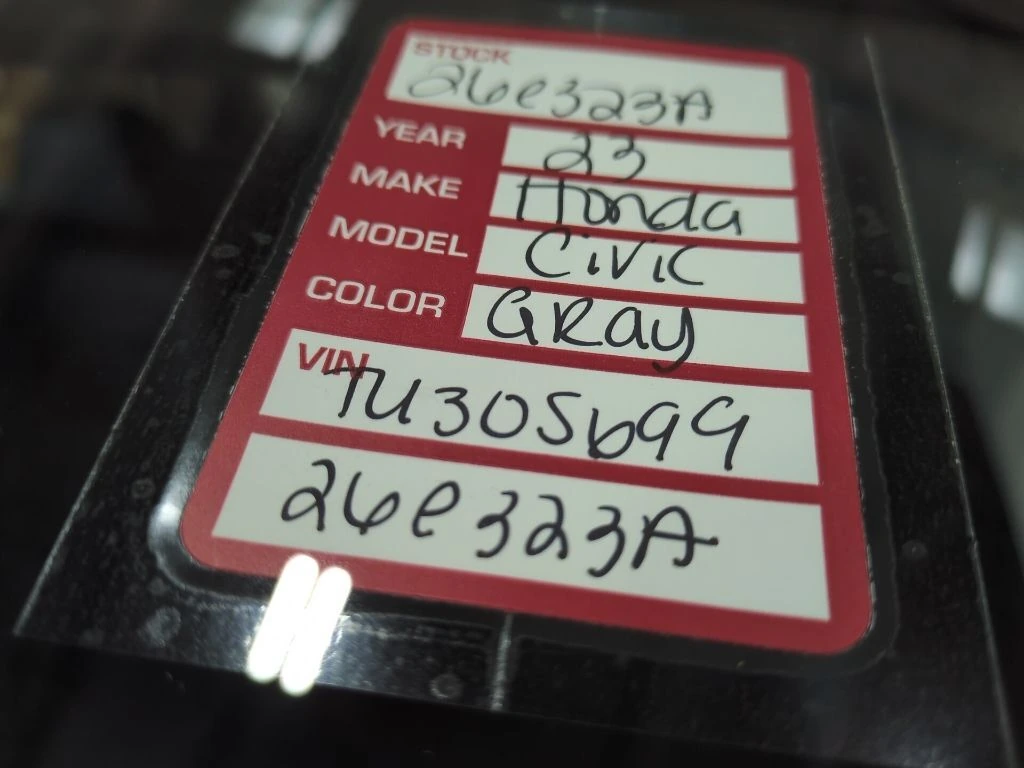 STOCK
26e323A
YEAR 23
MAKE Honda
MODEL CiViC
COLOR GRay
VIN
TU305699
26e323A